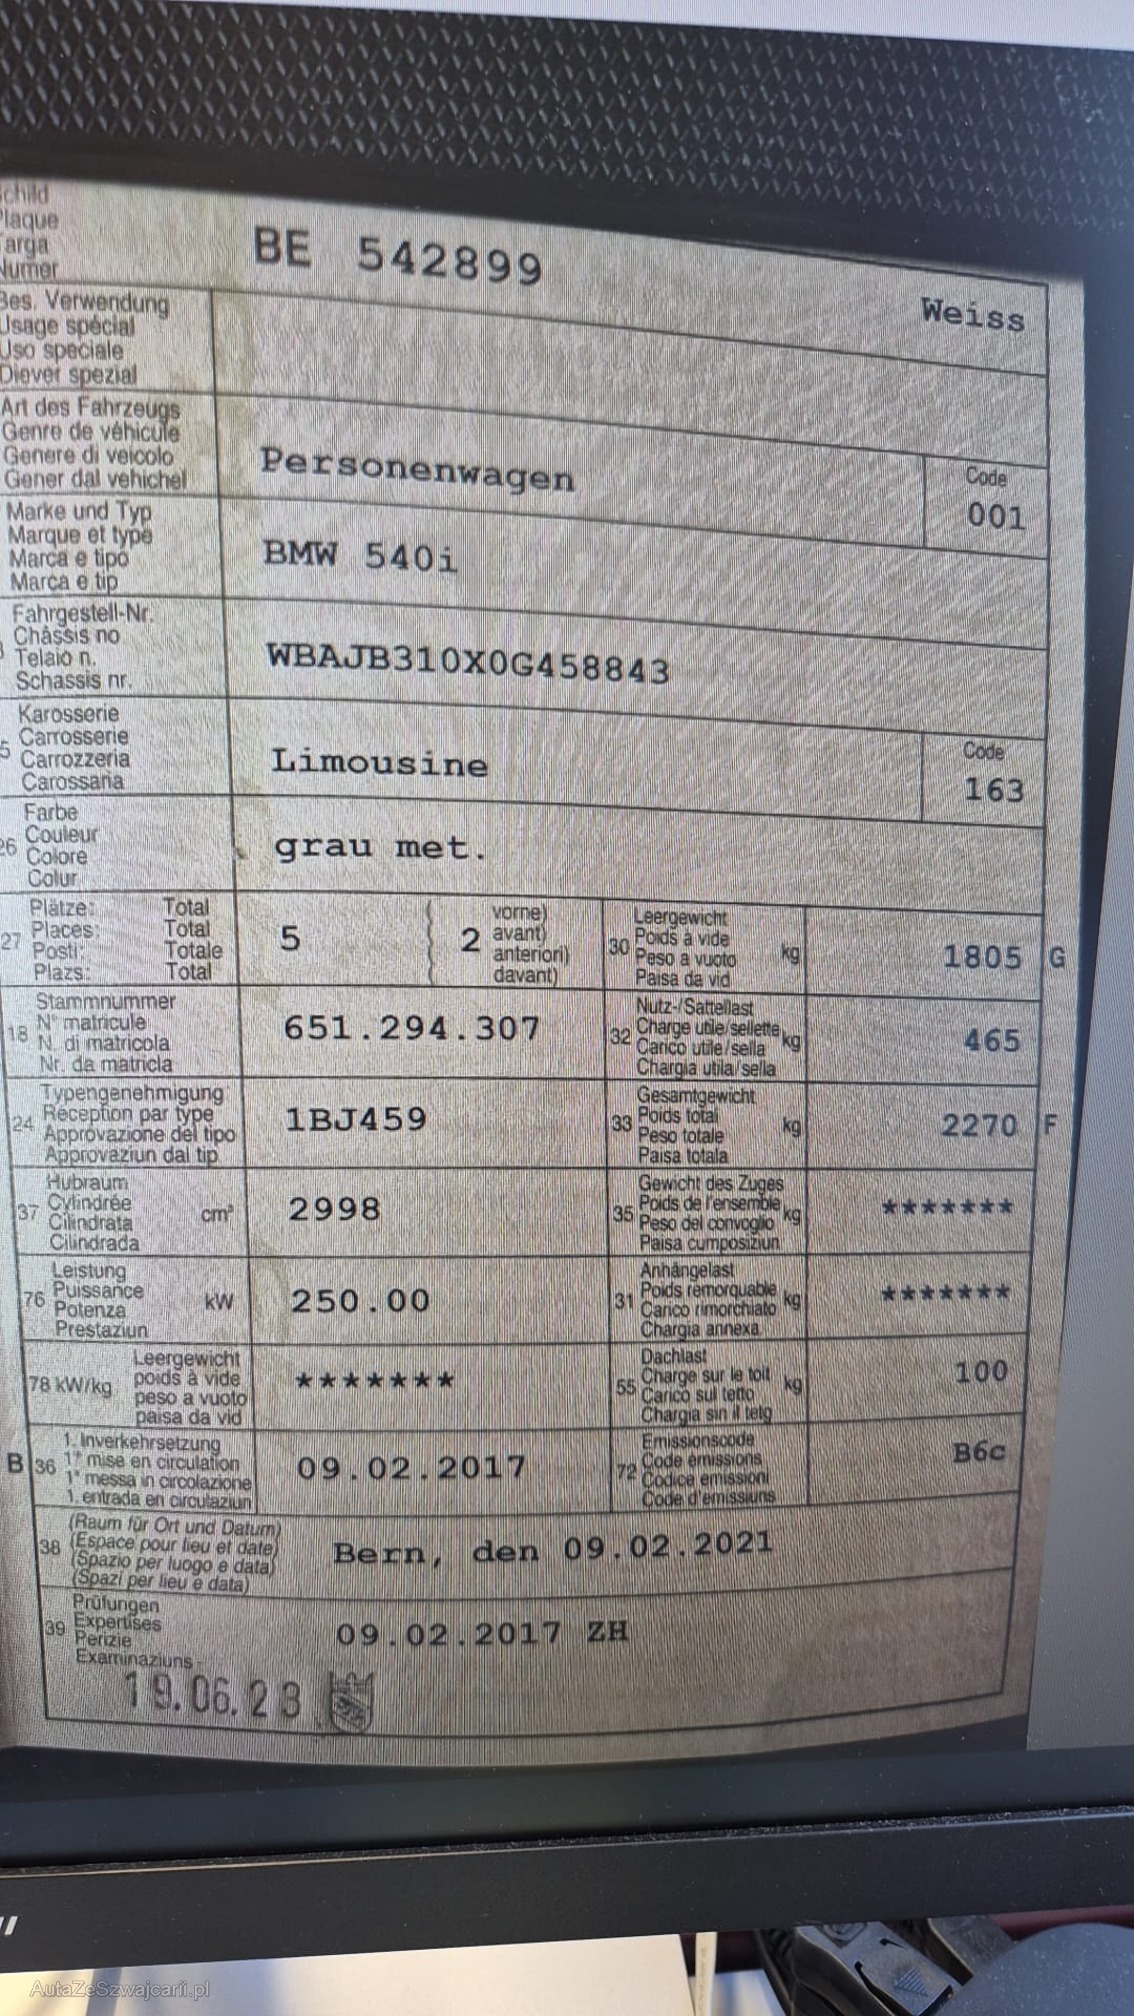 child
Plaque
arga
Numer
BE 542899
Weiss
Bes. Verwendung
Usage spécial
Uso speciale
Diever spezial
Art des Fahrzeugs
Genre de véhicule
Genere di veicolo
Gener dal vehichel
Personenwagen
Code
001
Marke und Typ
Marque et type
Marca e tipo
Marca e tip
BMW 540i
Fahrgestell-Nr.
Châssis no
Telaio n.
Schassis nr.
WBAJB310X0G458843
Karosserie
5 Carrosserie
Carrozzeria
Carossaria
Limousine
Code
163
Farbe
26 Couleur
Colore
Colur
grau met.
Plätze: Total
27 Places: Total
Posti: Totale
Plazs: Total
5
2
vorne)
avant)
anteriori)
davant)
30 Leergewicht
Poids à vide
Peso a vuoto
Paisa da vid
kg
1805 G
18 Stammnummer
N° matricule
N. di matricola
Nr. da matricla
651.294.307
32 Nutz-/Sattellast
Charge utile/sellette
Carico utile/sella
Chargia utila/sella
kg
465
24 Typengenehmigung
Réception par type
Approvazione del tipo
Approvaziun dal tip
1BJ459
33 Gesamtgewicht
Poids total
Peso totale
Paisa totala
kg
2270 F
37 Hubraum
Cylindrée
Cilindrata
Cilindrada
cm³
2998
35 Gewicht des Zuges
Poids de l'ensemble
Peso del convoglio
Paisa cumposiziun
kg
*******
76 Leistung
Puissance
Potenza
Prestaziun
kW
250.00
31 Anhängelast
Poids remorquable
Carico rimorchiato
Chargia annexa
kg
*******
78 kW/kg
Leergewicht
poids à vide
peso a vuoto
paisa da vid
*******
55 Dachlast
Charge sur le toit
Carico sul tetto
Chargia sin il tetg
kg
100
B 36 1. Inverkehrsetzung
1re mise en circulation
1a messa in circolazione
1. entrada en circulaziun
09.02.2017
72 Emissionscode
Code émissions
Codice emissioni
Code d'emissiuns
B6c
38 (Raum für Ort und Datum)
(Espace pour lieu et date)
(Spazio per luogo e data)
(Spazi per lieu e data)
Bern, den 09.02.2021
39 Prüfungen
Expertises
Perizie
Examinaziuns
09.02.2017 ZH
19.06.23
AutaZeSzwajcarii.pl